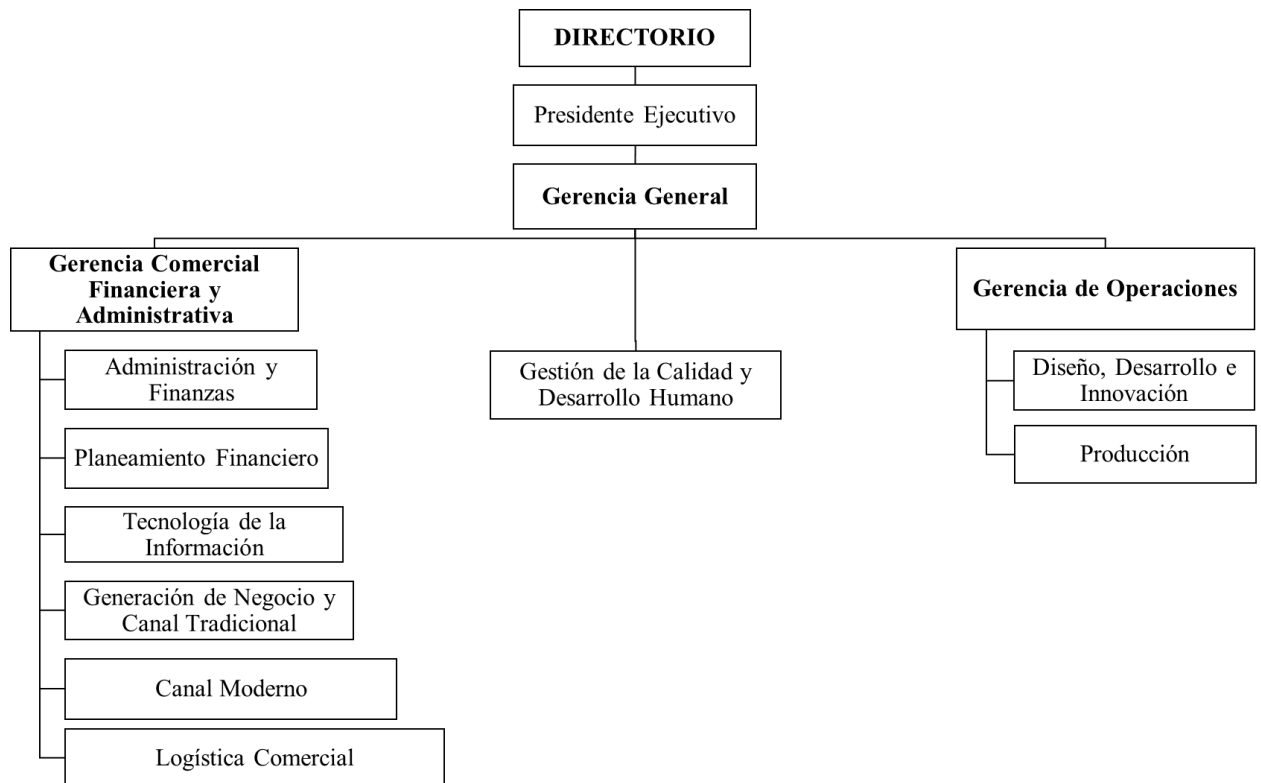 DIRECTORIO
Presidente Ejecutivo
Gerencia General
Gerencia Comercial
Financiera y
Administrativa
Administración y
Finanzas
Planeamiento Financiero
Tecnología de la
Información
Generación de Negocio y
Canal Tradicional
Canal Moderno
Logística Comercial
Gestión de la Calidad y
Desarrollo Humano
Gerencia de Operaciones
Diseño, Desarrollo e
Innovación
Producción